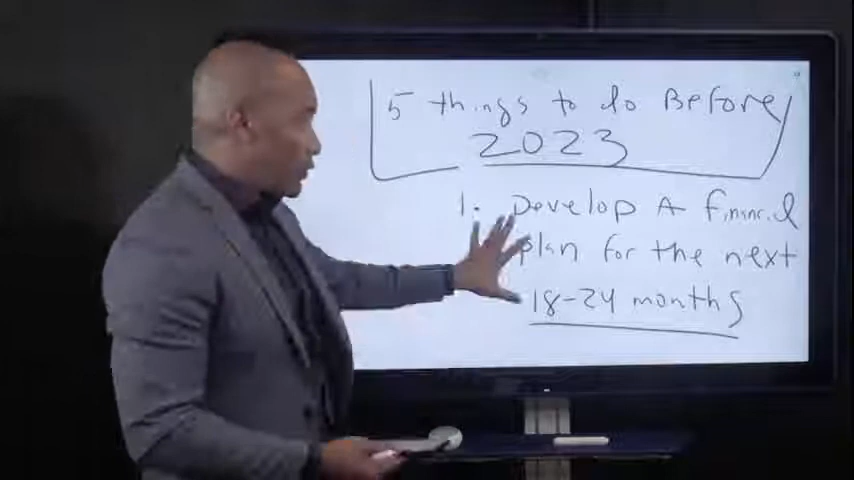 5 things to do Before
2023
1. Develop A financial
plan for the next
18-24 months